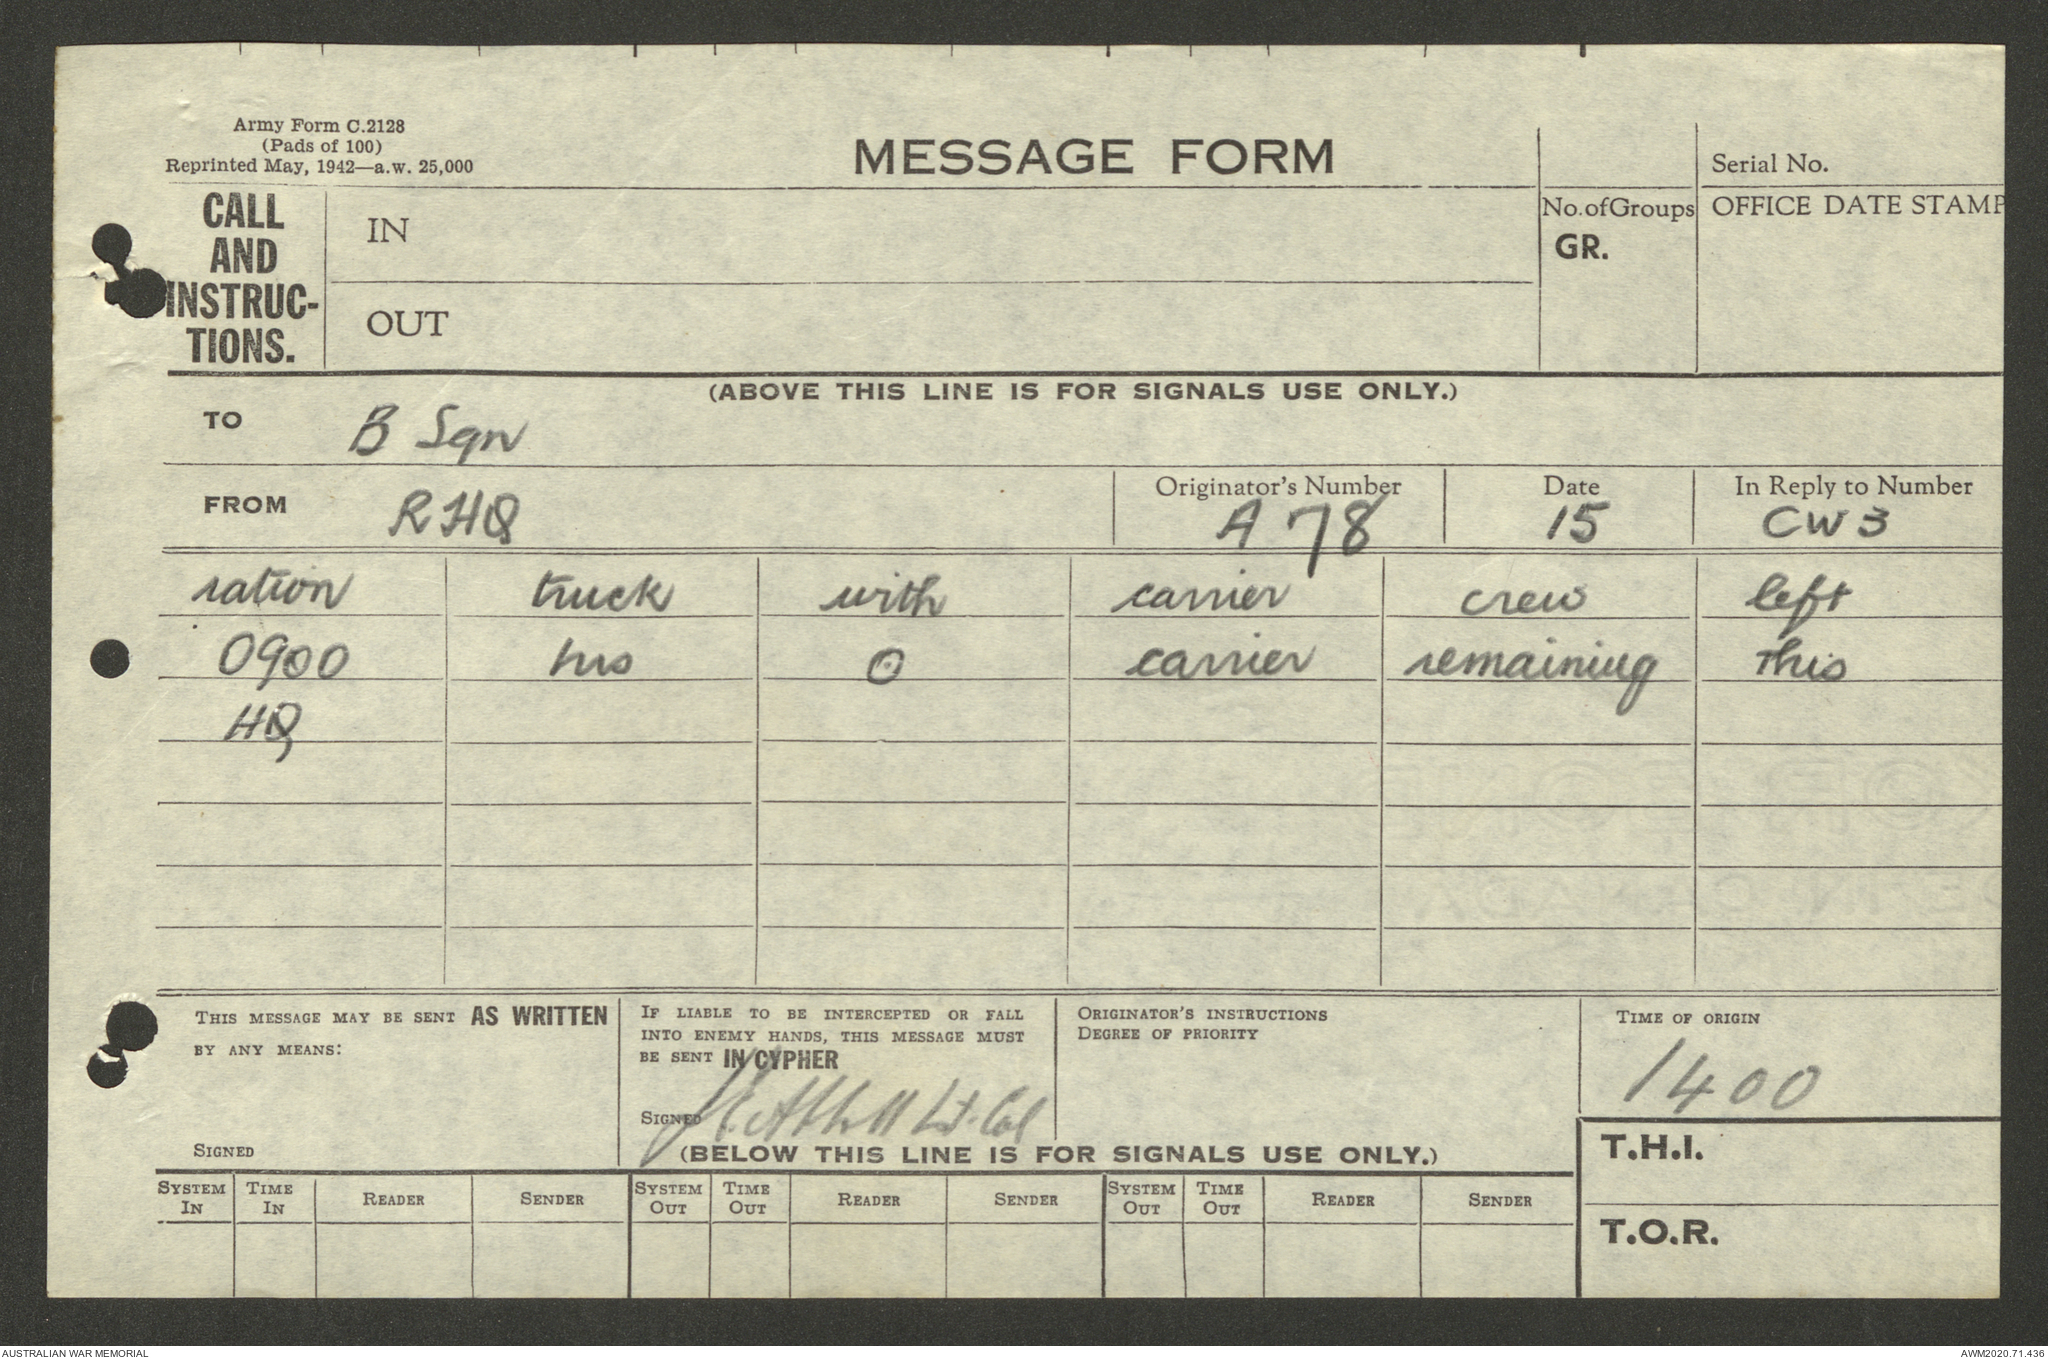 Army Form C.2128
(Pads of 100)
Reprinted May, 1942—a.w. 25,000
MESSAGE FORM
Serial No.
CALL AND INSTRUC-TIONS.
IN
OUT
No. of Groups
GR.
OFFICE DATE STAMP
(ABOVE THIS LINE IS FOR SIGNALS USE ONLY.)
TO B Sqn
FROM RHQ
Originator's Number A 78
Date 15
In Reply to Number CW 3
ration truck with carrier crew left
0900 hrs ⊙ carrier remaining this
HQ
THIS MESSAGE MAY BE SENT AS WRITTEN
BY ANY MEANS:
SIGNED
IF LIABLE TO BE INTERCEPTED OR FALL
INTO ENEMY HANDS, THIS MESSAGE MUST
BE SENT IN CYPHER
SIGNED Lt. Col
ORIGINATOR'S INSTRUCTIONS
DEGREE OF PRIORITY
TIME OF ORIGIN
1400
(BELOW THIS LINE IS FOR SIGNALS USE ONLY.)
T.H.I.
T.O.R.
SYSTEM IN TIME IN READER SENDER SYSTEM OUT TIME OUT READER SENDER SYSTEM OUT TIME OUT READER SENDER
AUSTRALIAN WAR MEMORIAL
AWM2020.71.436